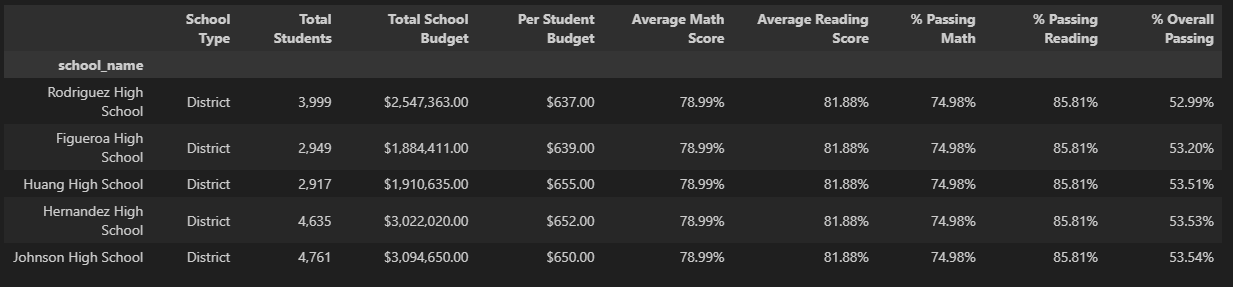 School Type Total Students Total School Budget Per Student Budget Average Math Score Average Reading Score % Passing Math % Passing Reading % Overall Passing
school_name
Rodriguez High School District 3,999 $2,547,363.00 $637.00 78.99% 81.88% 74.98% 85.81% 52.99%
Figueroa High School District 2,949 $1,884,411.00 $639.00 78.99% 81.88% 74.98% 85.81% 53.20%
Huang High School District 2,917 $1,910,635.00 $655.00 78.99% 81.88% 74.98% 85.81% 53.51%
Hernandez High School District 4,635 $3,022,020.00 $652.00 78.99% 81.88% 74.98% 85.81% 53.53%
Johnson High School District 4,761 $3,094,650.00 $650.00 78.99% 81.88% 74.98% 85.81% 53.54%